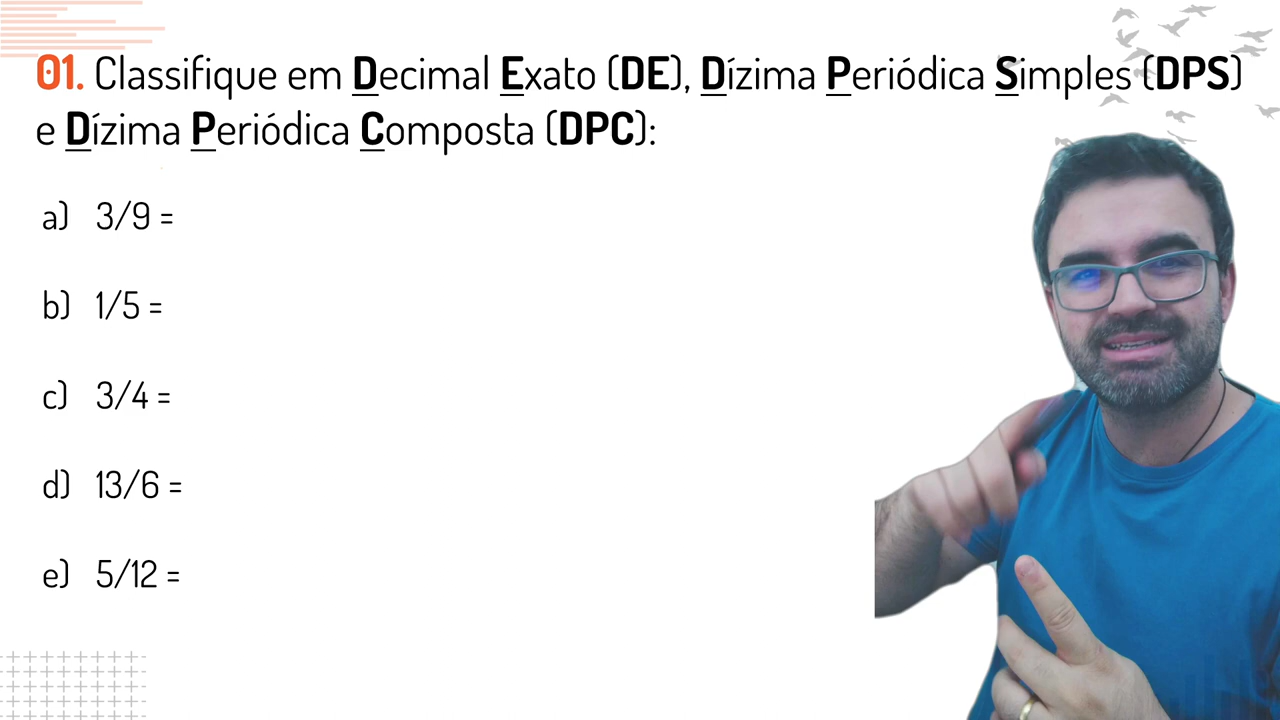 01. Classifique em Decimal Exato (DE), Dízima Periódica Simples (DPS)
e Dízima Periódica Composta (DPC):
a) 3/9 =
b) 1/5 =
c) 3/4 =
d) 13/6 =
e) 5/12 =